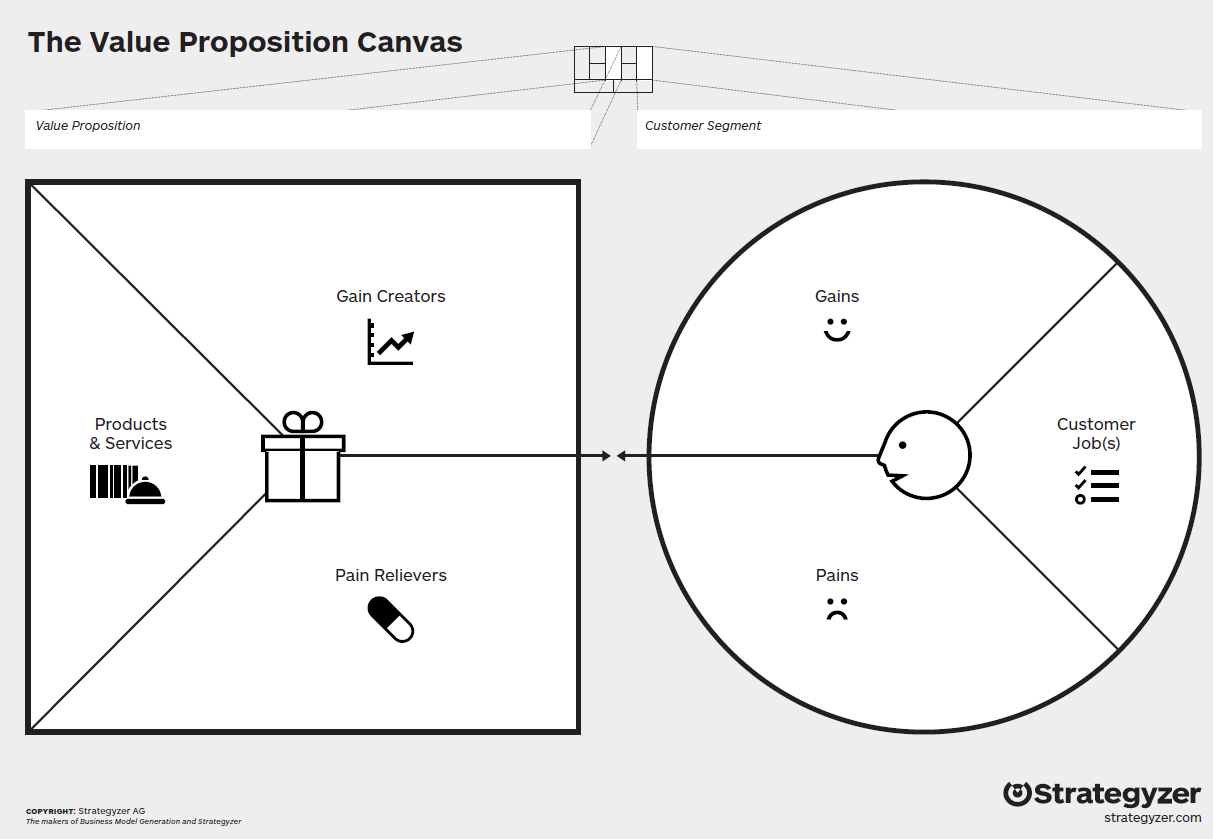 The Value Proposition Canvas
Value Proposition
Customer Segment
Gain Creators
Gains
Products
& Services
Customer
Job(s)
Pain Relievers
Pains
COPYRIGHT: Strategyzer AG
The makers of Business Model Generation and Strategyzer
Strategyzer
strategyzer.com